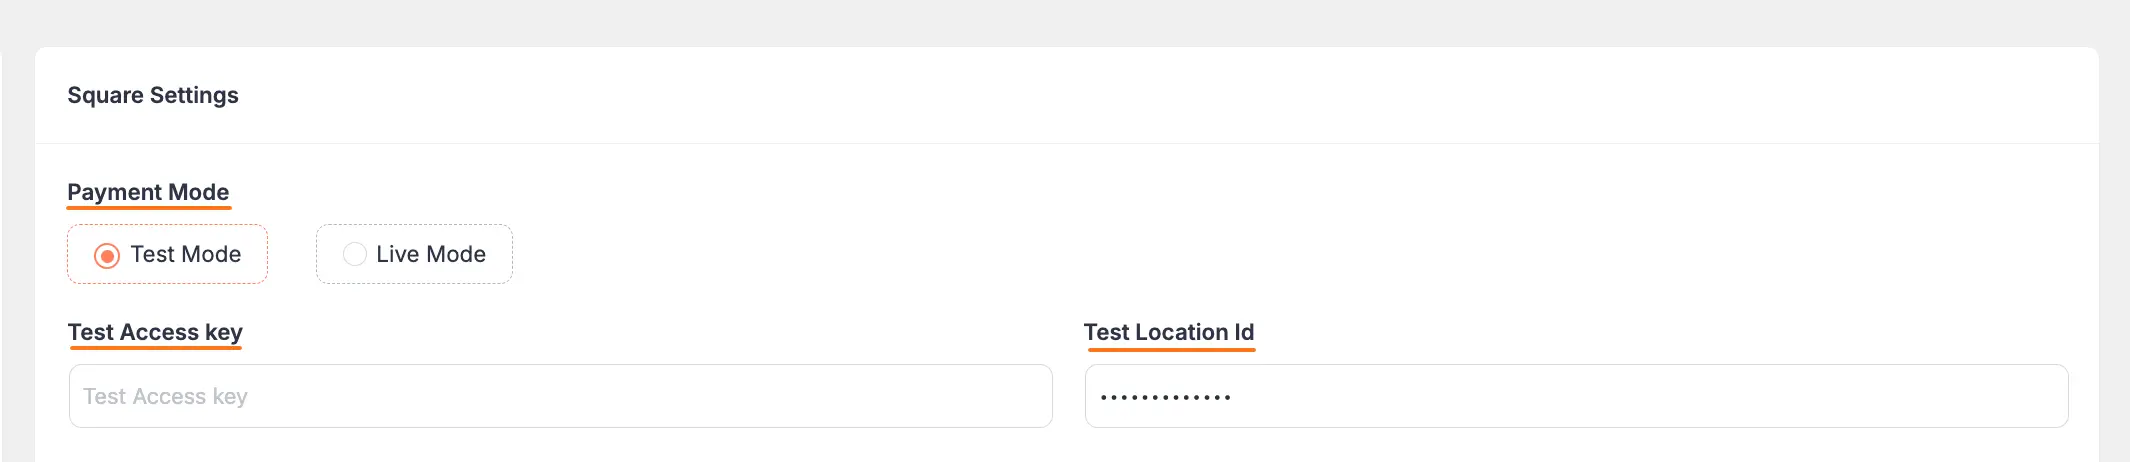 Square Settings
Payment Mode
Test Mode
Live Mode
Test Access key
Test Location Id
Test Access key
•••••••••••••